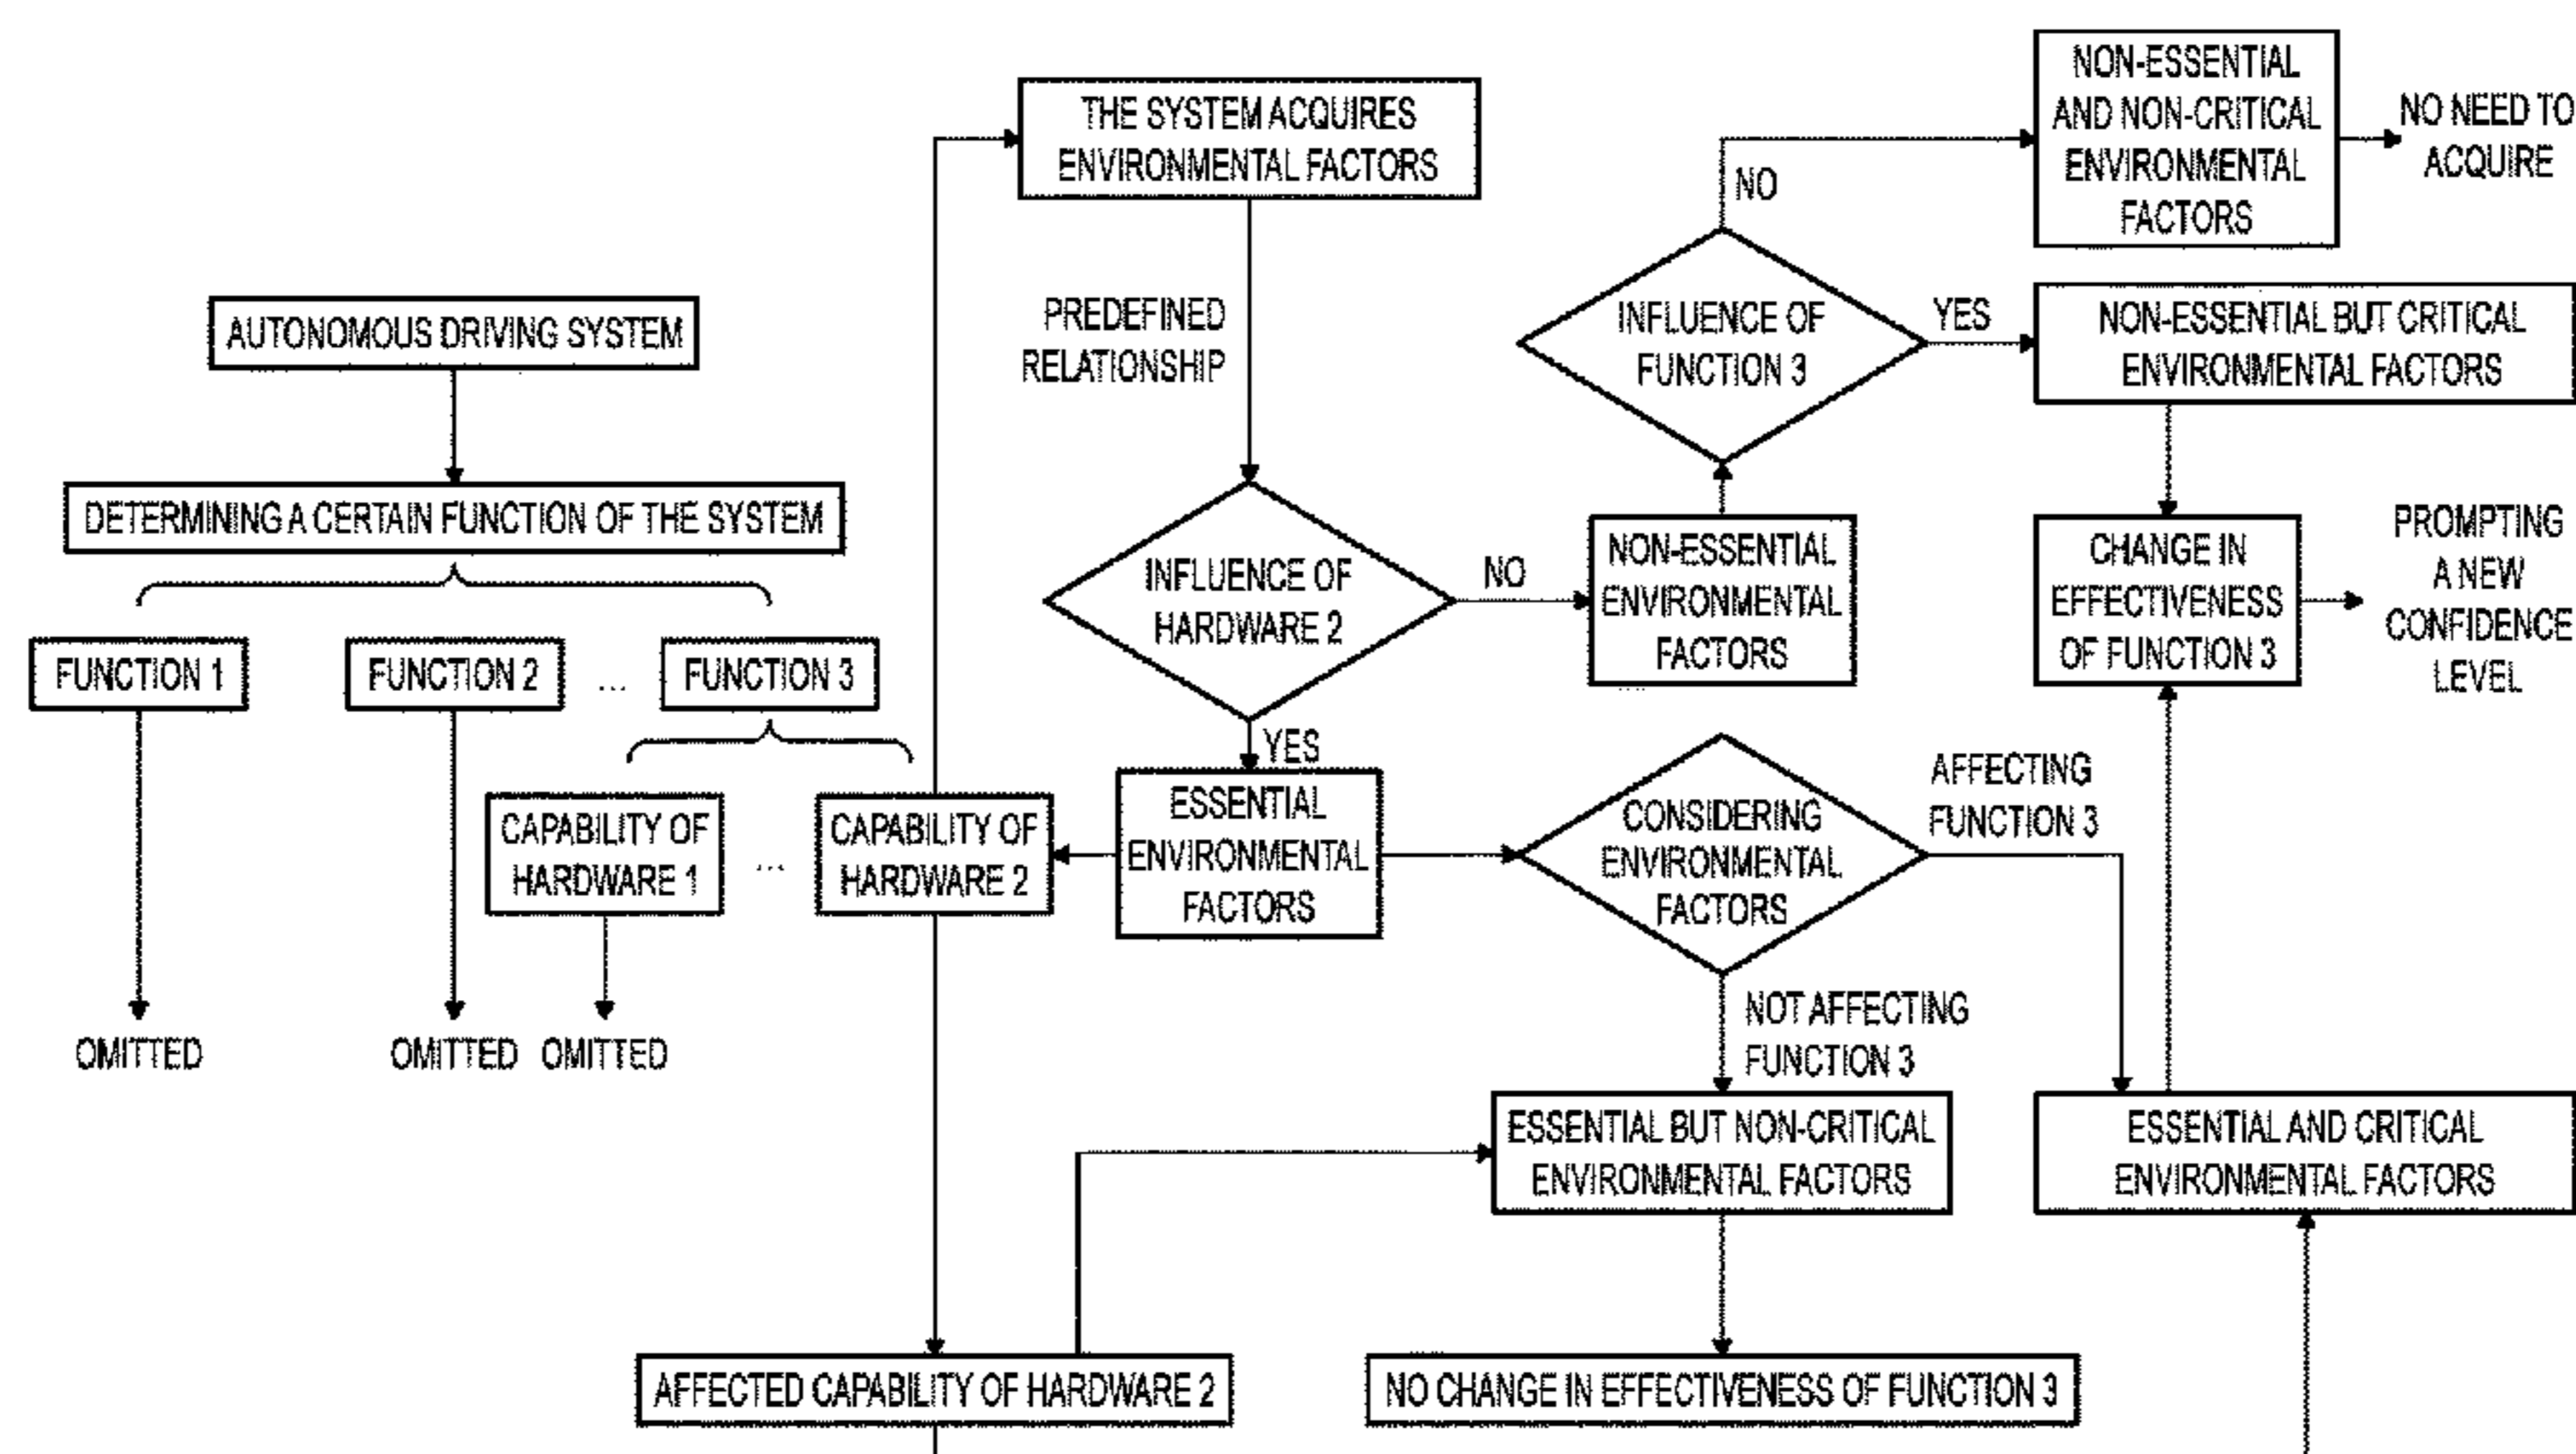 AUTONOMOUS DRIVING SYSTEM
DETERMINING A CERTAIN FUNCTION OF THE SYSTEM
FUNCTION 1
FUNCTION 2
...
FUNCTION 3
CAPABILITY OF
HARDWARE 1
...
CAPABILITY OF
HARDWARE 2
OMITTED
OMITTED
OMITTED
THE SYSTEM ACQUIRES
ENVIRONMENTAL FACTORS
PREDEFINED
RELATIONSHIP
INFLUENCE OF
HARDWARE 2
NO
YES
NON-ESSENTIAL
ENVIRONMENTAL
FACTORS
INFLUENCE OF
FUNCTION 3
NO
YES
NON-ESSENTIAL
AND NON-CRITICAL
ENVIRONMENTAL
FACTORS
NO NEED TO
ACQUIRE
NON-ESSENTIAL BUT CRITICAL
ENVIRONMENTAL FACTORS
CHANGE IN
EFFECTIVENESS
OF FUNCTION 3
PROMPTING
A NEW
CONFIDENCE
LEVEL
ESSENTIAL
ENVIRONMENTAL
FACTORS
CONSIDERING
ENVIRONMENTAL
FACTORS
AFFECTING
FUNCTION 3
NOT AFFECTING
FUNCTION 3
ESSENTIAL BUT NON-CRITICAL
ENVIRONMENTAL FACTORS
ESSENTIAL AND CRITICAL
ENVIRONMENTAL FACTORS
AFFECTED CAPABILITY OF HARDWARE 2
NO CHANGE IN EFFECTIVENESS OF FUNCTION 3